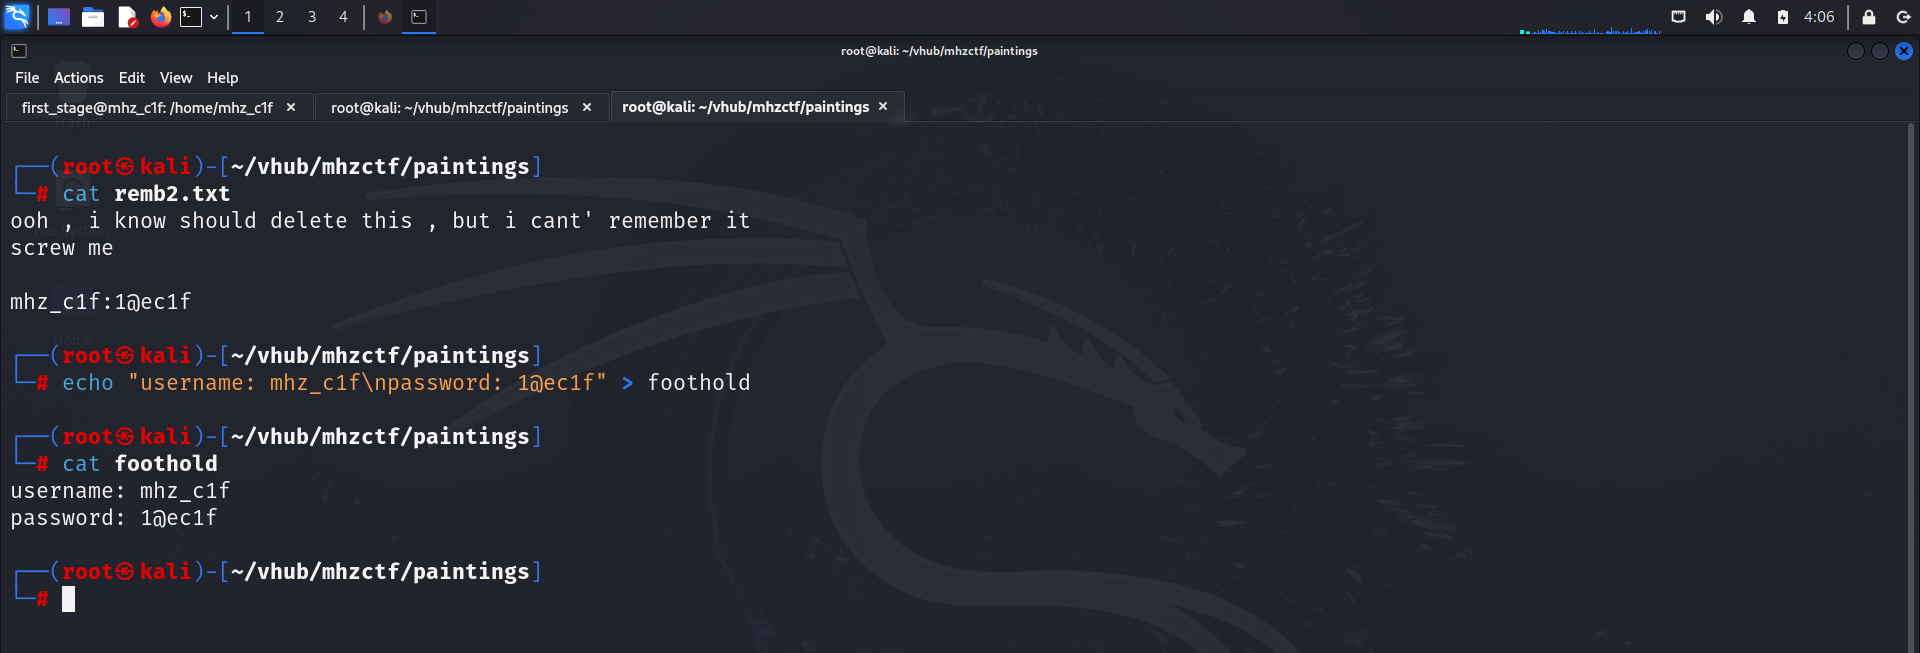 1 2 3 4 4:06
root@kali: ~/vhub/mhzctf/paintings
File Actions Edit View Help
first_stage@mhz_c1f: /home/mhz_c1f root@kali: ~/vhub/mhzctf/paintings root@kali: ~/vhub/mhzctf/paintings
┌──(root㉿kali)-[~/vhub/mhzctf/paintings]
└─# cat remb2.txt
ooh , i know should delete this , but i cant' remember it
screw me
mhz_c1f:1@ec1f
Home
┌──(root㉿kali)-[~/vhub/mhzctf/paintings]
└─# echo "username: mhz_c1f\npassword: 1@ec1f" > foothold
┌──(root㉿kali)-[~/vhub/mhzctf/paintings]
└─# cat foothold
username: mhz_c1f
password: 1@ec1f
┌──(root㉿kali)-[~/vhub/mhzctf/paintings]
└─#